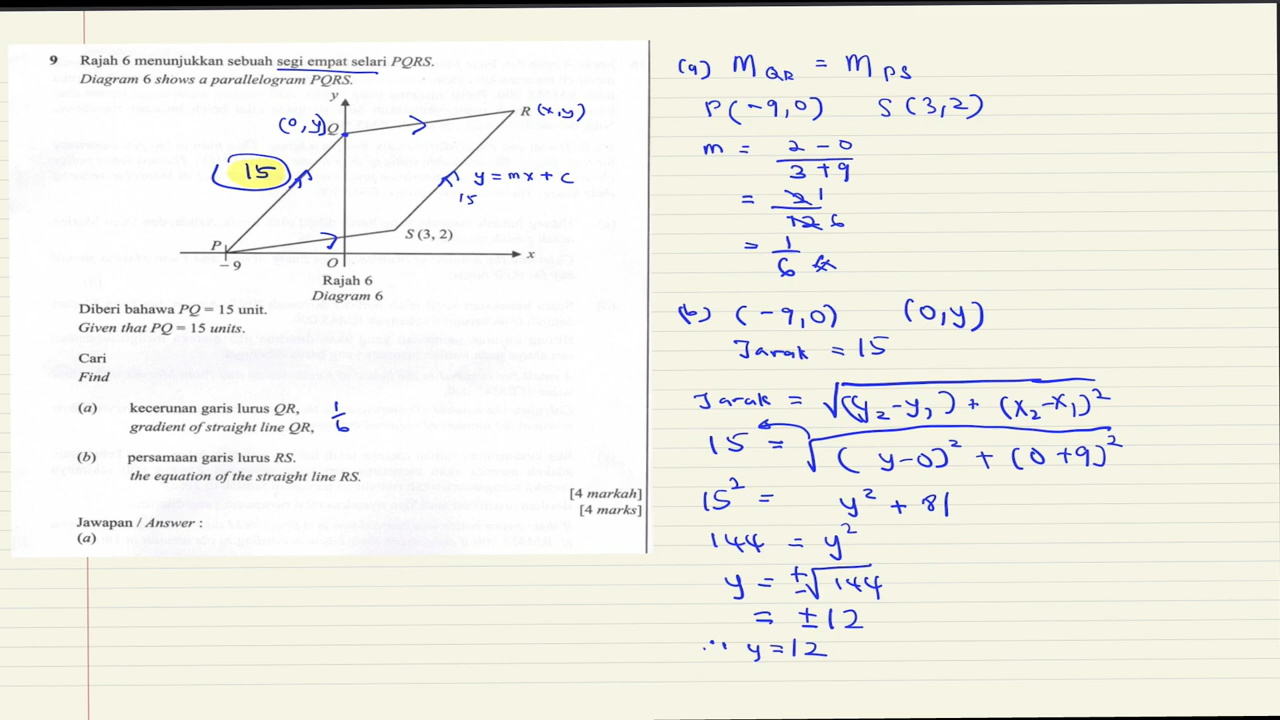 9 Rajah 6 menunjukkan sebuah segi empat selari PQRS.
Diagram 6 shows a parallelogram PQRS.
y
R (x,y)
(0,y) Q
15
y = mx + c
15
S (3, 2)
P
x
-9
O
Rajah 6
Diagram 6
Diberi bahawa PQ = 15 unit.
Given that PQ = 15 units.
Cari
Find
(a) kecerunan garis lurus QR, 1/6
gradient of straight line QR,
(b) persamaan garis lurus RS.
the equation of the straight line RS.
[4 markah]
[4 marks]
Jawapan / Answer :
(a)
(a) M QR = M PS
P(-9,0) S(3,2)
m = 2-0 / 3+9
= 2 1 / 12 6
= 1/6
(b) (-9,0) (0,y)
Jarak = 15
Jarak = √(y₂-y₁) + (x₂-x₁)²
15 = √(y-0)² + (0+9)²
15² = y² + 81
144 = y²
y = ±√144
= ±12
∴ y = 12